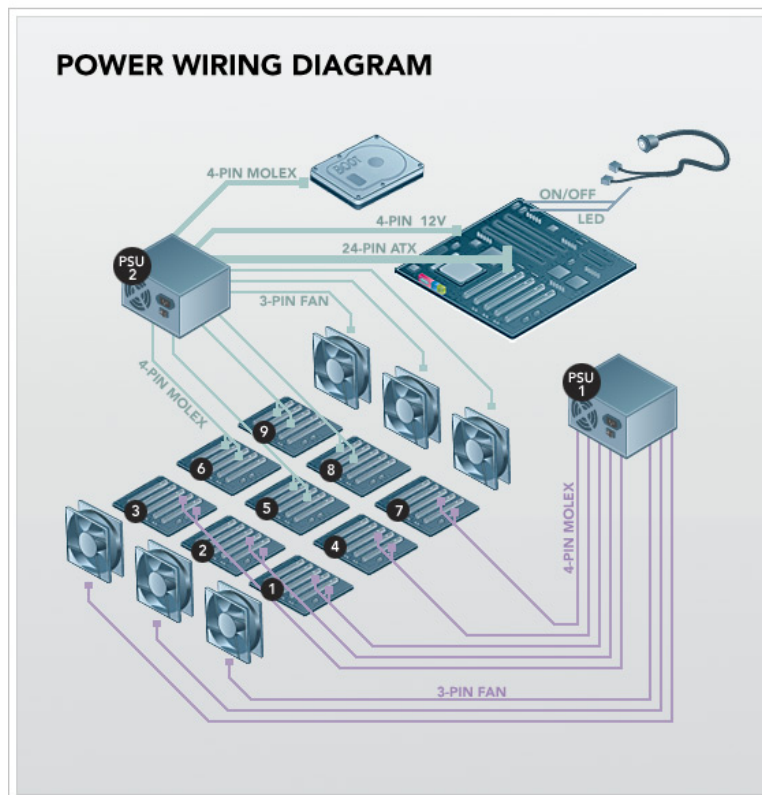 POWER WIRING DIAGRAM
BOOT
4-PIN MOLEX
ON/OFF
LED
4-PIN 12V
24-PIN ATX
PSU
2
3-PIN FAN
4-PIN MOLEX
PSU
1
9
6
8
3
5
7
2
4
1
4-PIN MOLEX
3-PIN FAN